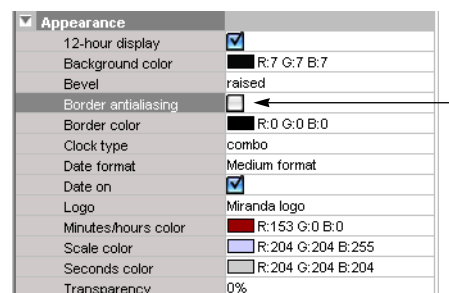 Appearance
12-hour display
Background color R:7 G:7 B:7
Bevel raised
Border antialiasing
Border color R:0 G:0 B:0
Clock type combo
Date format Medium format
Date on
Logo Miranda logo
Minutes/hours color R:153 G:0 B:0
Scale color R:204 G:204 B:255
Seconds color R:204 G:204 B:204
Transparency 0%